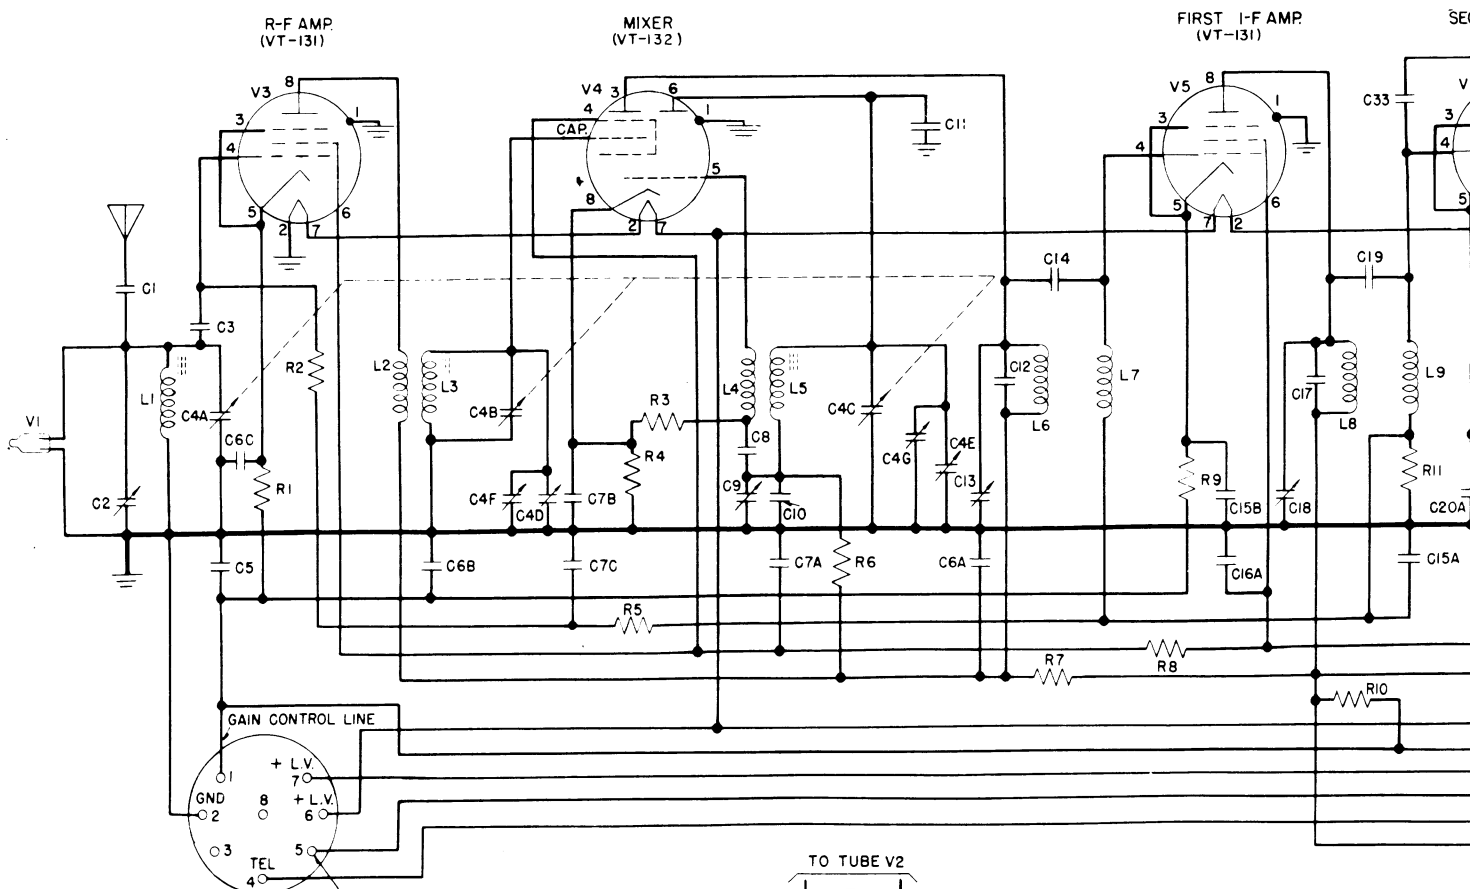 R-F AMP.
(VT-131)
MIXER
(VT-132)
FIRST I-F AMP.
(VT-131)
V3
8
1
3
4
5
2
7
6
V4
3
6
4
CAP.
1
5
8
2
7
C11
V5
8
1
3
4
5
7
2
6
C33
3
4
5
C1
C3
R2
L1
C4A
C6C
R1
V1
C2
C5
L2
L3
C4B
C4F
C4D
C6B
C7B
C7C
R3
R4
R5
L4
L5
C8
C9
C10
C7A
R6
C4C
C4G
C4E
C13
C6A
C12
L6
C14
L7
R7
R8
R9
C15B
C16A
C18
C17
L8
C19
L9
R11
C20A
C15A
R10
GAIN CONTROL LINE
1
+ L.V.
7
GND
2
8
+ L.V.
6
3
5
TEL
4
TO TUBE V2